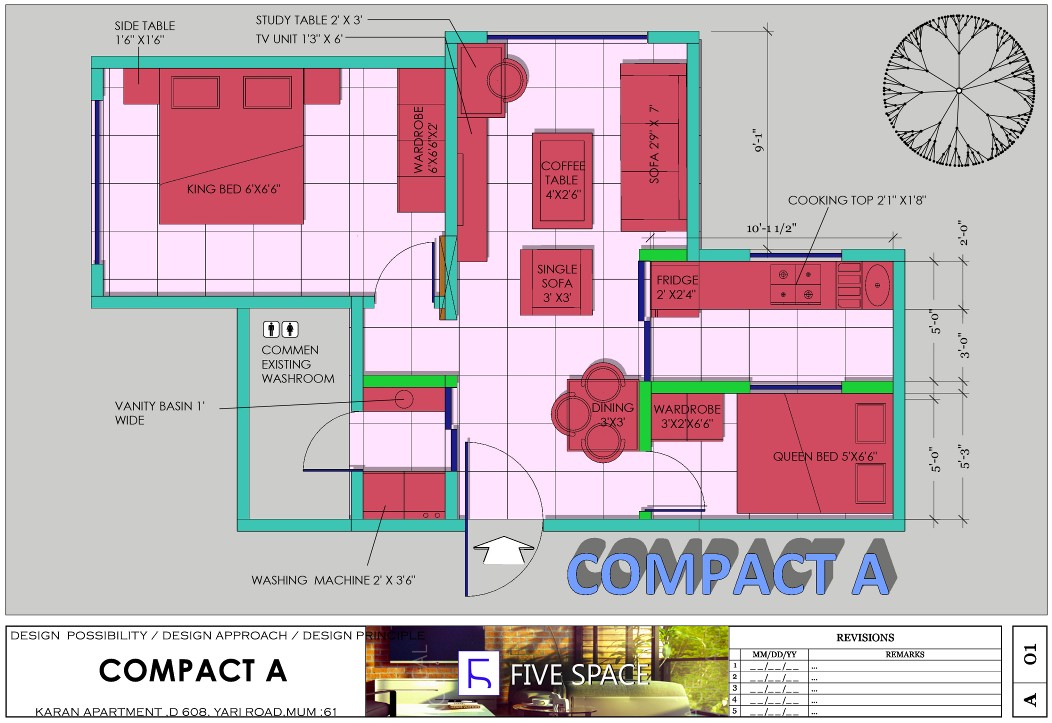 SIDE TABLE
1'6" X1'6"
STUDY TABLE 2' X 3'
TV UNIT 1'3" X 6'
WARDROBE
6'X6'6"X2'
KING BED 6'X6'6"
COFFEE
TABLE
4'X2'6"
SOFA 2'9" X 7'
9'-1"
COOKING TOP 2'1" X1'8"
10'-1 1/2"
2'-0"
SINGLE
SOFA
3' X3'
FRIDGE
2' X2'4"
5'-0"
3'-0"
COMMEN
EXISTING
WASHROOM
VANITY BASIN 1'
WIDE
DINING
3'X3'
WARDROBE
3'X2'X6'6"
QUEEN BED 5'X6'6"
5'-0"
5'-3"
WASHING MACHINE 2' X 3'6"
COMPACT A
DESIGN POSSIBILITY / DESIGN APPROACH / DESIGN PRINCIPLE
COMPACT A
KARAN APARTMENT ,D 608, YARI ROAD,MUM :61
FIVE SPACE
REVISIONS
MM/DD/YY REMARKS
1 __/__/__ ...
2 __/__/__ ...
3 __/__/__ ...
4 __/__/__ ...
5 __/__/__ ...
01
A